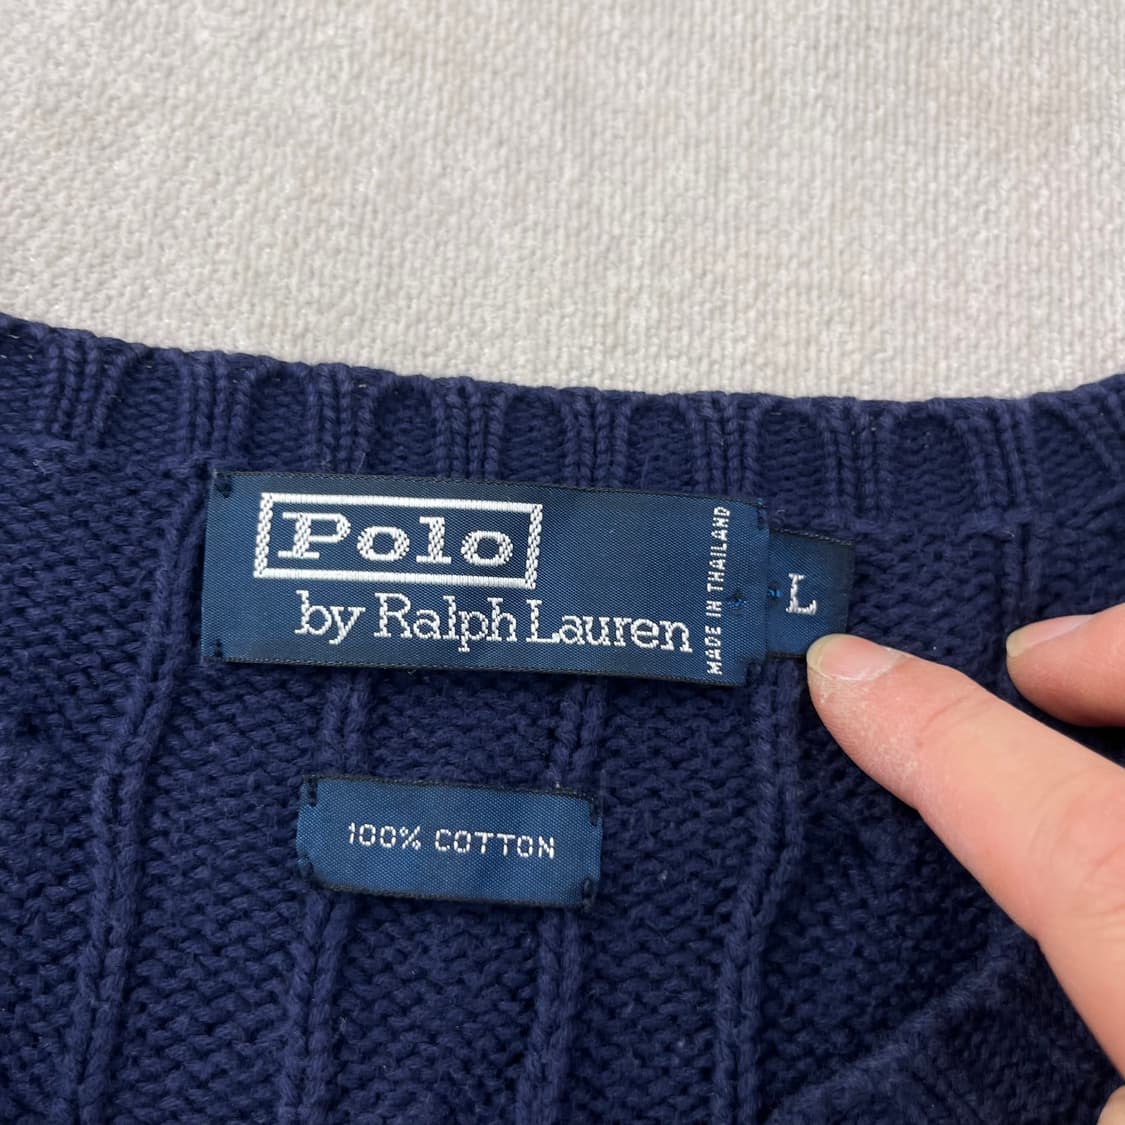 Polo
by Ralph Lauren
MADE IN THAILAND
L
100% COTTON